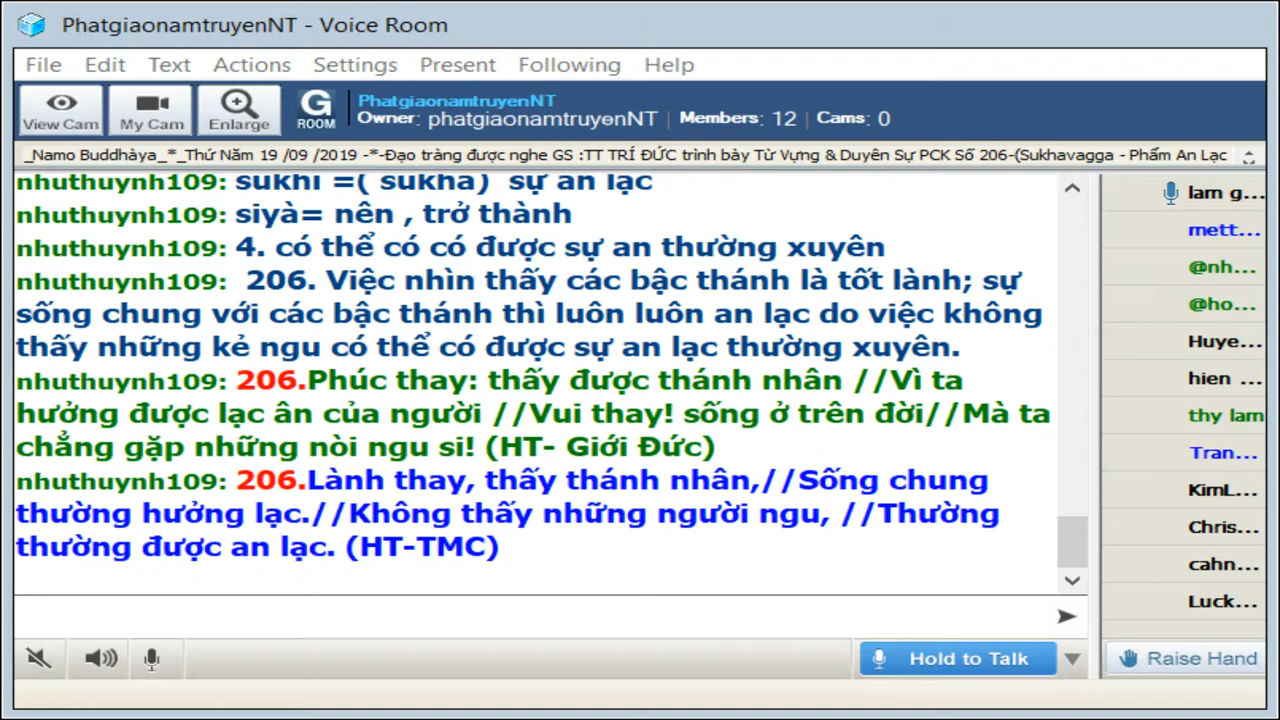 PhatgiaonamtruyenNT - Voice Room
File Edit Text Actions Settings Present Following Help
View Cam My Cam Enlarge G ROOM
PhatgiaonamtruyenNT
Owner: phatgiaonamtruyenNT | Members: 12 | Cams: 0
_Namo Buddhàya_*_Thứ Năm 19 /09 /2019 -*-Đạo tràng được nghe GS :TT TRÍ ĐỨC trình bày Từ Vựng & Duyên Sự PCK Số 206-(Sukhavagga - Phẩm An Lạc
nhuthuynh109: sukhi =( sukha) sự an lạc
nhuthuynh109: siyà= nên , trở thành
nhuthuynh109: 4. có thể có có được sự an thường xuyên
nhuthuynh109: 206. Việc nhìn thấy các bậc thánh là tốt lành; sự
sống chung với các bậc thánh thì luôn luôn an lạc do việc không
thấy những kẻ ngu có thể có được sự an lạc thường xuyên.
nhuthuynh109: 206.Phúc thay: thấy được thánh nhân //Vì ta
hưởng được lạc ân của người //Vui thay! sống ở trên đời//Mà ta
chẳng gặp những nòi ngu si! (HT- Giới Đức)
nhuthuynh109: 206.Lành thay, thấy thánh nhân,//Sống chung
thường hưởng lạc.//Không thấy những người ngu, //Thường
thường được an lạc. (HT-TMC)
lam g...
mett...
@nh...
@ho...
Huye...
hien ...
thy lam
Tran...
KimL...
Chris...
cahn...
Luck...
Hold to Talk
Raise Hand